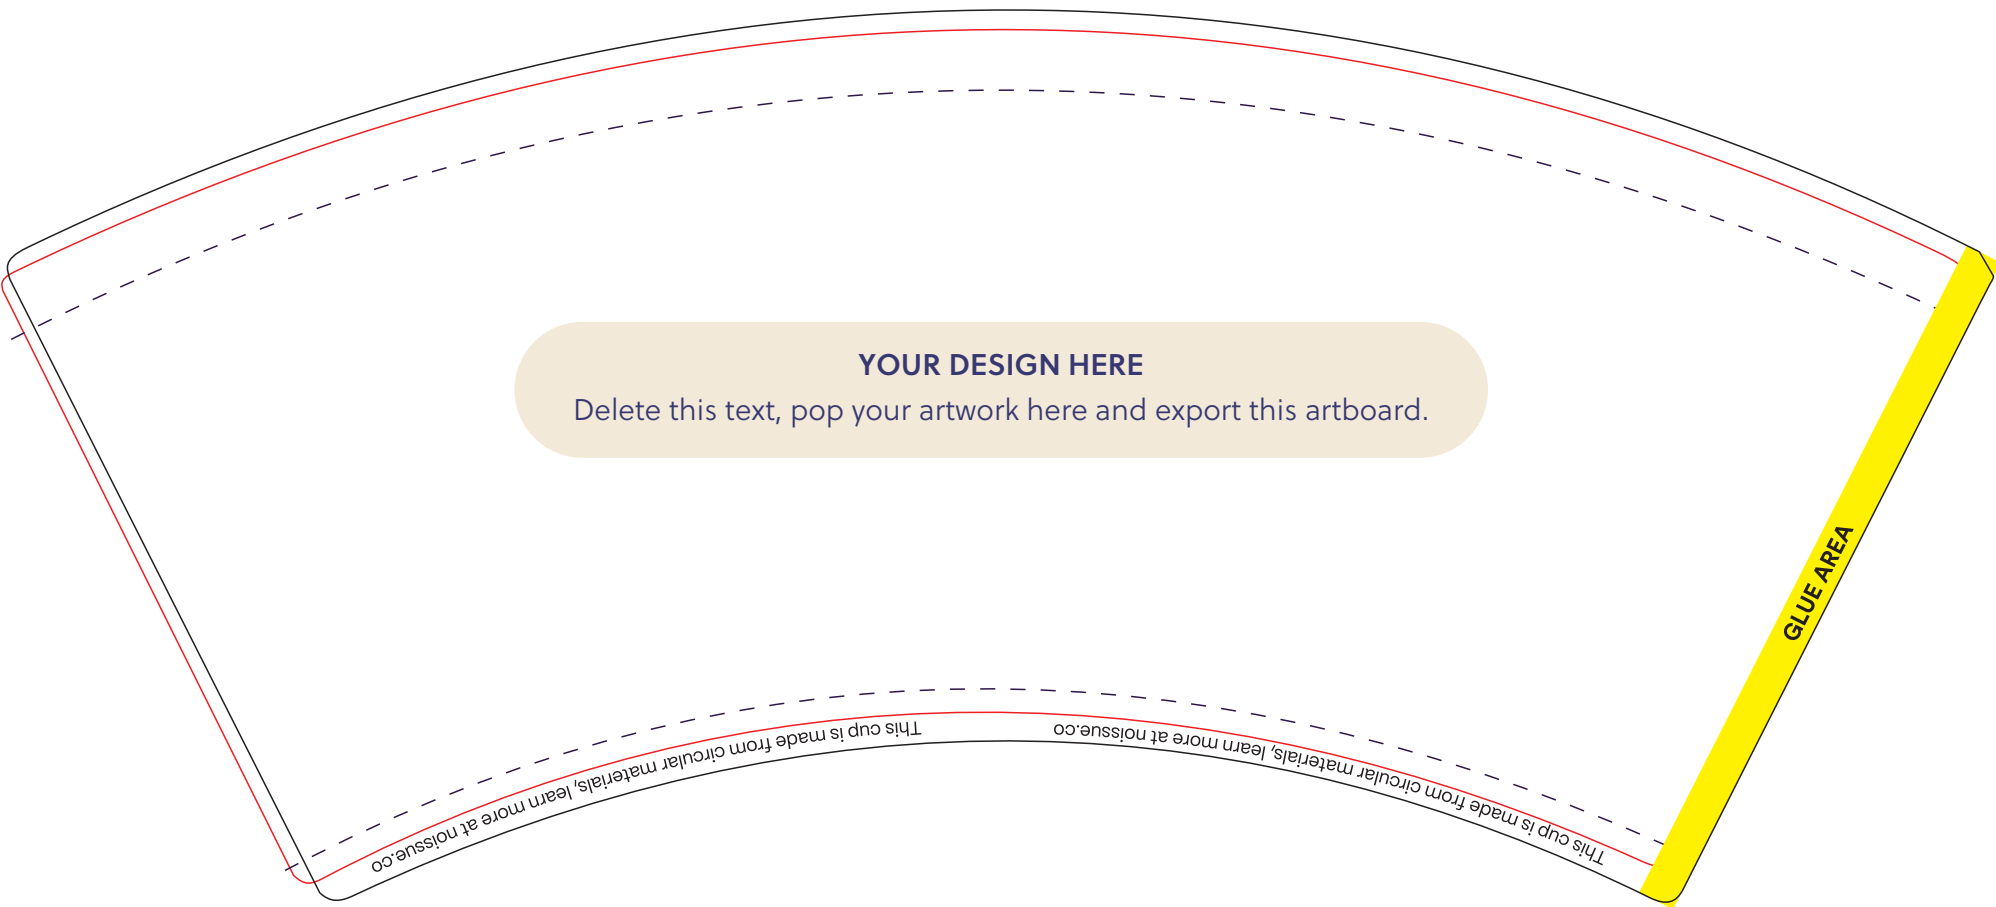 YOUR DESIGN HERE
Delete this text, pop your artwork here and export this artboard.
GLUE AREA
This cup is made from circular materials, learn more at noissue.co
This cup is made from circular materials, learn more at noissue.co